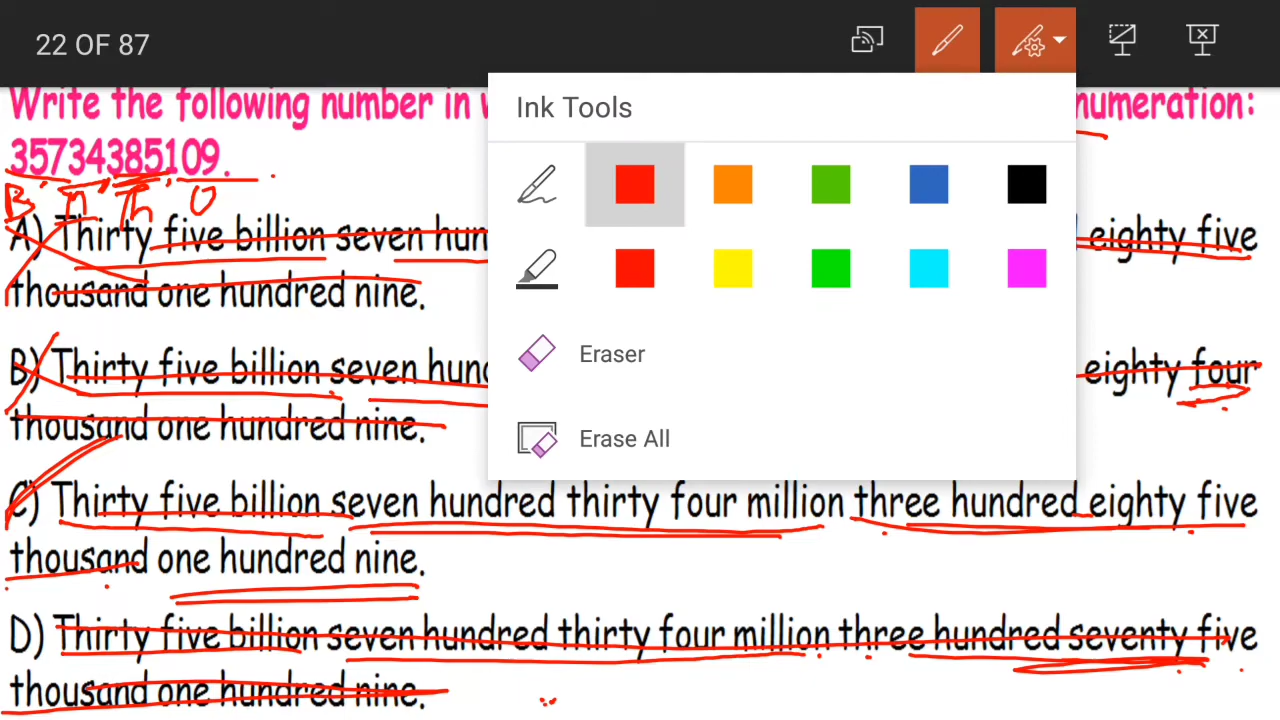 22 OF 87
Ink Tools
Write the following number in
numeration:
35734385109.
B M Th O
A) Thirty five billion seven hun
eighty five
thousand one hundred nine.
B) Thirty five billion seven
eighty four
thousand one hundred nine.
Eraser
Erase All
C) Thirty five billion seven hundred thirty four million three hundred eighty five
thousand one hundred nine.
D) Thirty five billion seven hundred thirty four million three hundred seventy five
thousand one hundred nine.